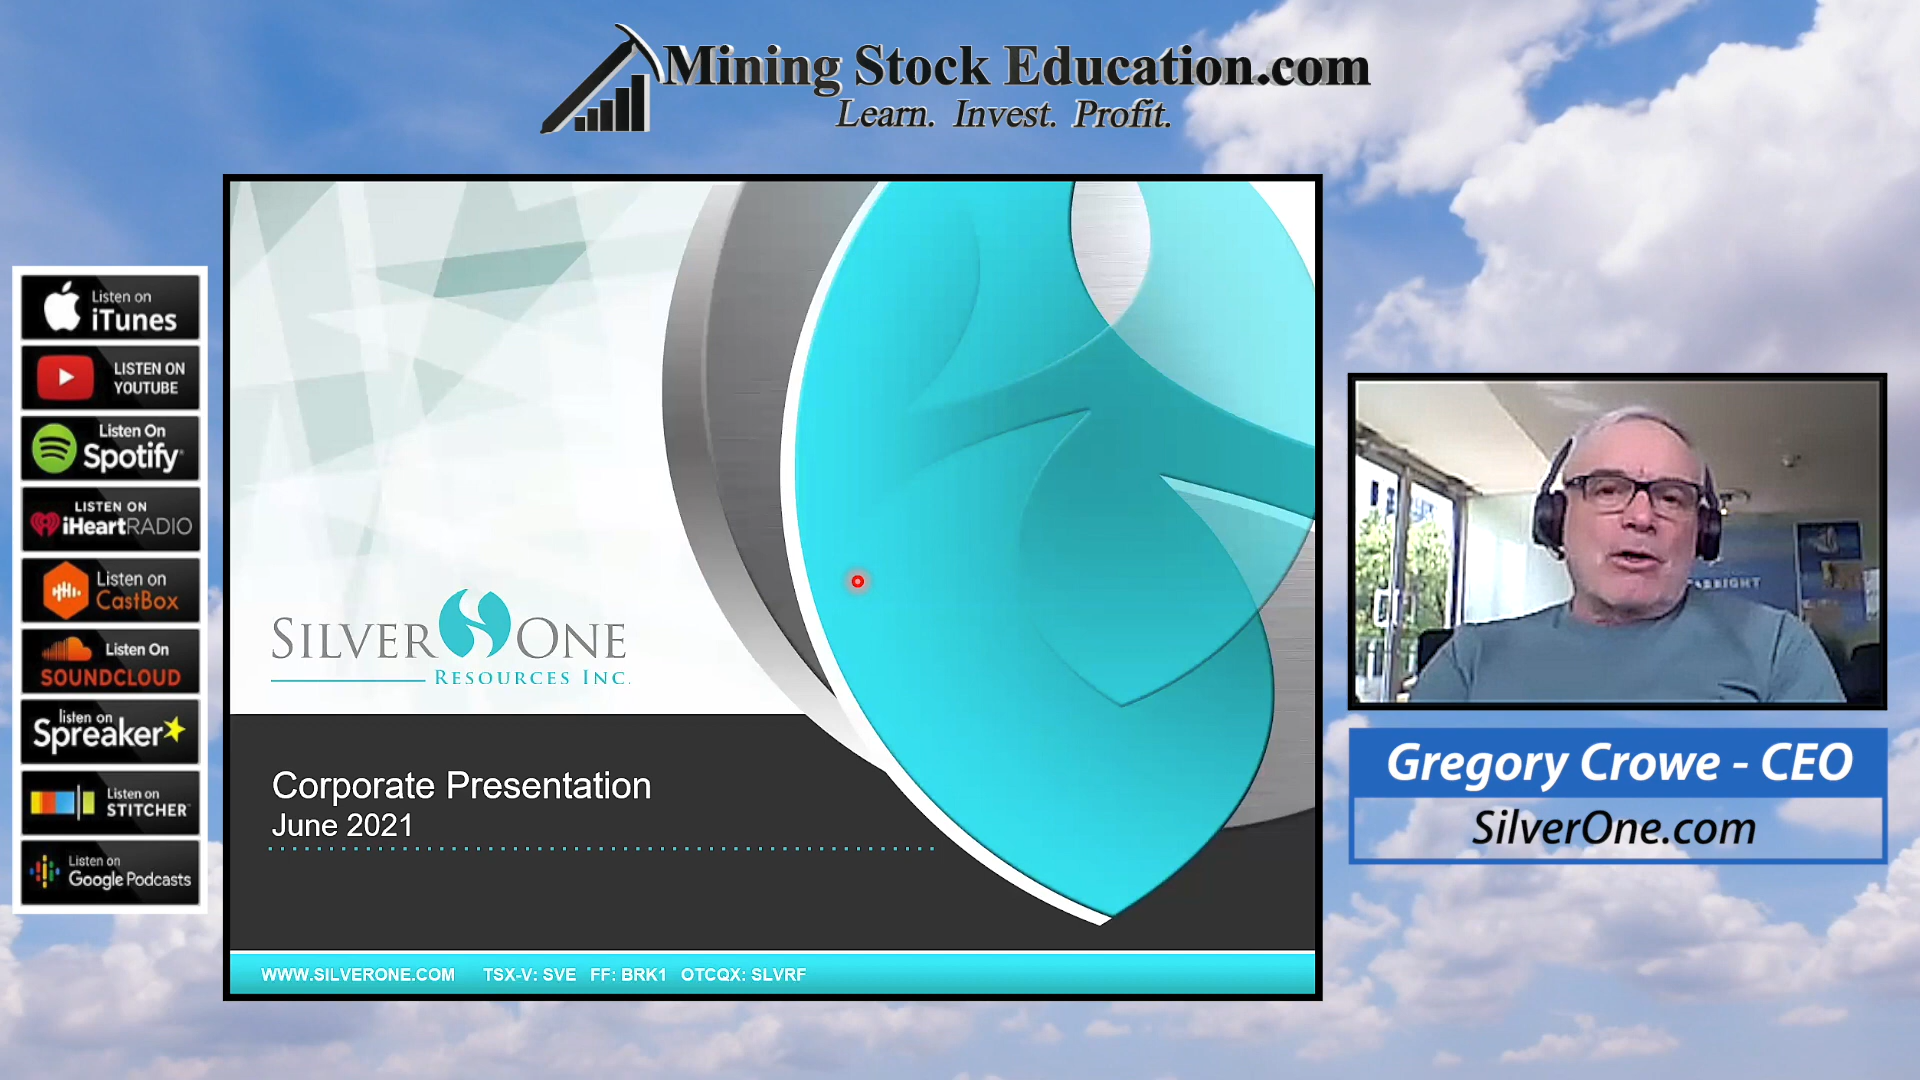 Mining Stock Education.com
Learn. Invest. Profit.
Listen on
iTunes
LISTEN ON
YOUTUBE
Listen On
Spotify
LISTEN ON
iHeartRADIO
Listen on
CastBox
Listen On
SOUNDCLOUD
listen on
Spreaker
Listen on
STITCHER
Listen on
Google Podcasts
SILVER ONE
RESOURCES INC.
Corporate Presentation
June 2021
WWW.SILVERONE.COM TSX-V: SVE FF: BRK1 OTCQX: SLVRF
Gregory Crowe - CEO
SilverOne.com